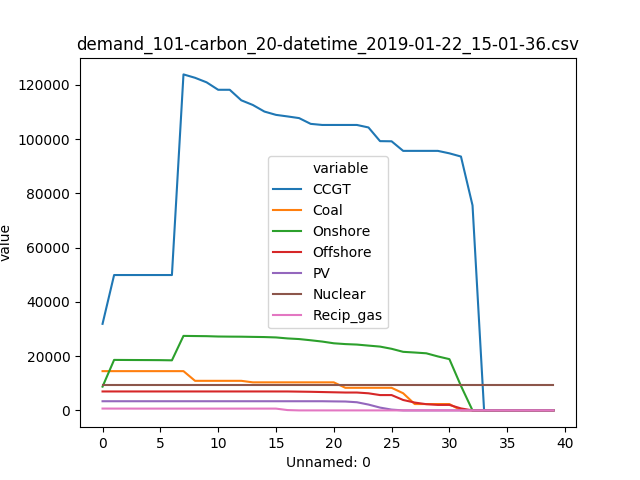 demand_101-carbon_20-datetime_2019-01-22_15-01-36.csv
120000
100000
80000
60000
40000
20000
0
value
variable
CCGT
Coal
Onshore
Offshore
PV
Nuclear
Recip_gas
0 5 10 15 20 25 30 35 40
Unnamed: 0